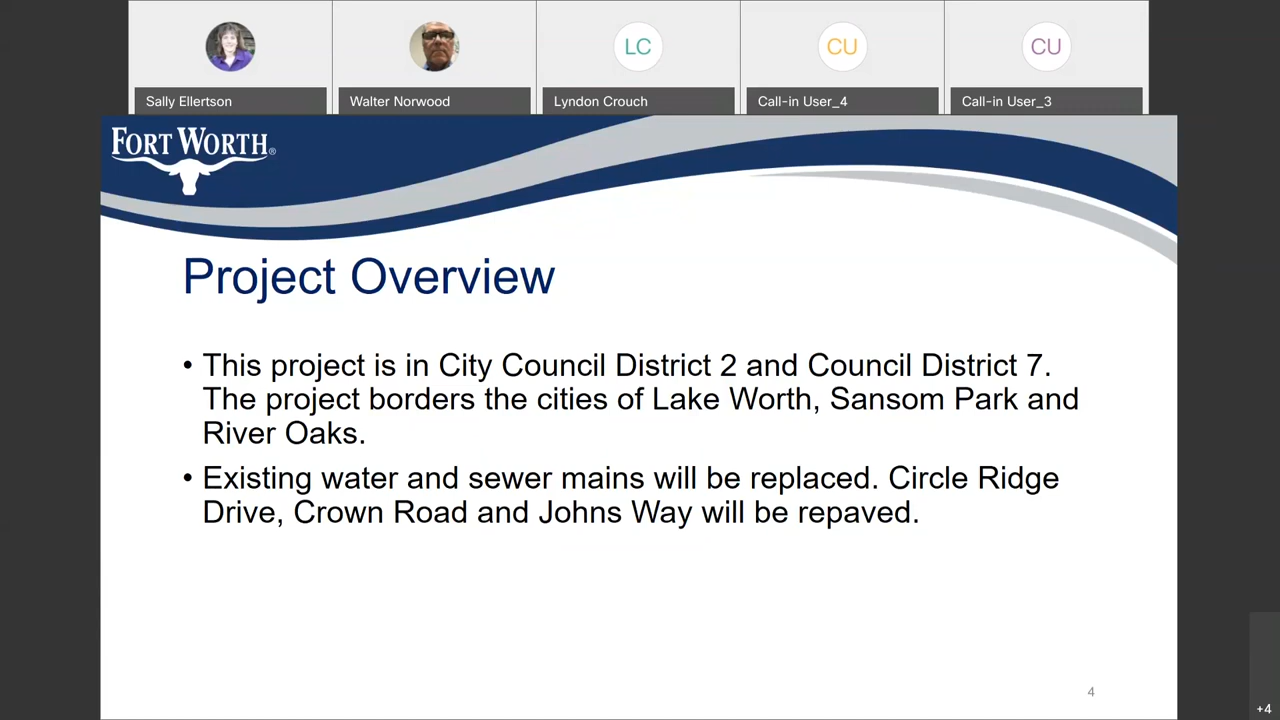 LC
CU
CU
Sally Ellertson
Walter Norwood
Lyndon Crouch
Call-in User_4
Call-in User_3
FORT WORTH®
Project Overview
• This project is in City Council District 2 and Council District 7.
The project borders the cities of Lake Worth, Sansom Park and
River Oaks.
• Existing water and sewer mains will be replaced. Circle Ridge
Drive, Crown Road and Johns Way will be repaved.
4
+4